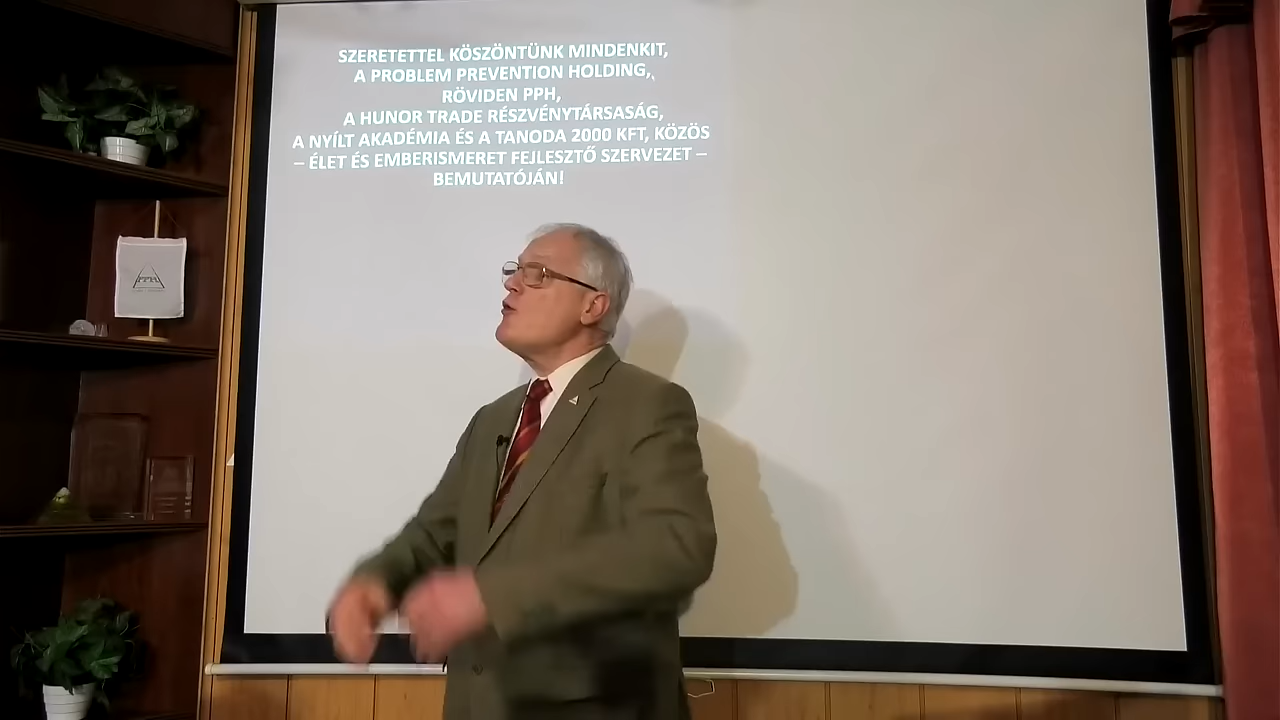 SZERETETTEL KÖSZÖNTÜNK MINDENKIT,
A PROBLEM PREVENTION HOLDING,
RÖVIDEN PPH,
A HUNOR TRADE RÉSZVÉNYTÁRSASÁG,
A NYÍLT AKADÉMIA ÉS A TANODA 2000 KFT, KÖZÖS
– ÉLET ÉS EMBERISMERET FEJLESZTŐ SZERVEZET –
BEMUTATÓJÁN!